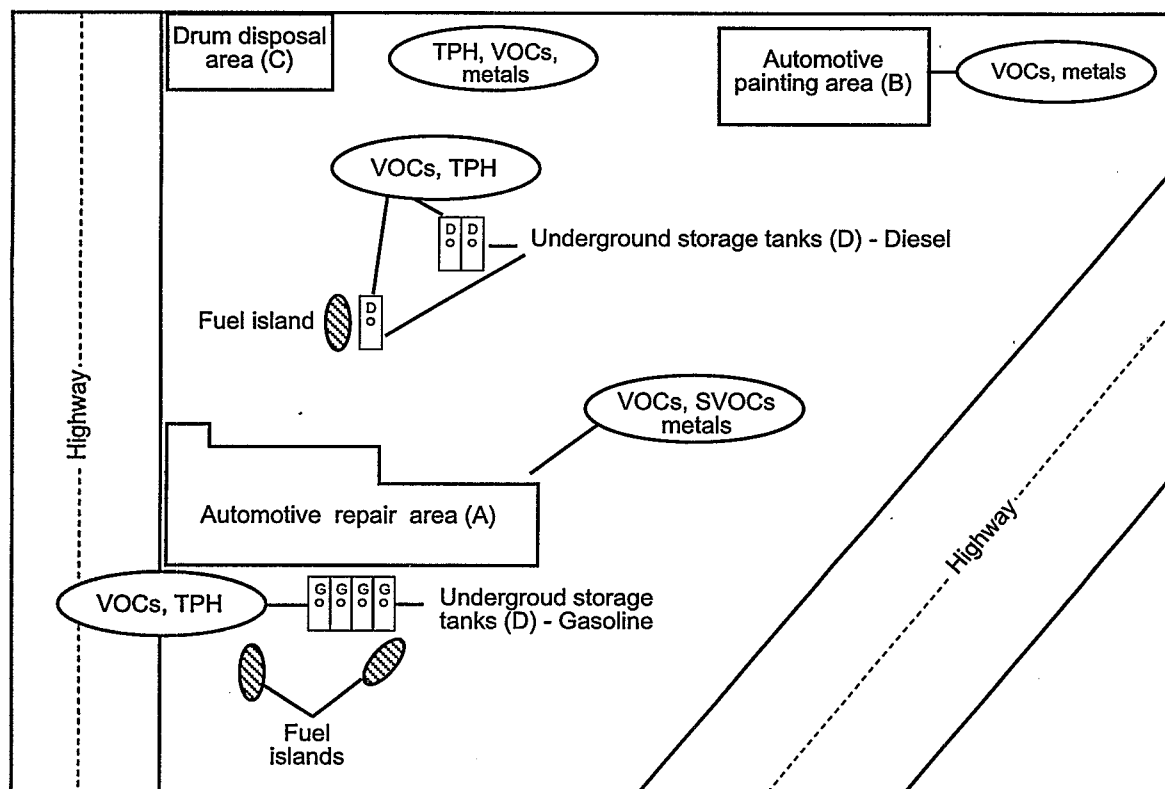 Drum disposal
area (C)
TPH, VOCs,
metals
Automotive
painting area (B)
VOCs, metals
VOCs, TPH
D D
Underground storage tanks (D) - Diesel
Fuel island
D
Highway
VOCs, SVOCs
metals
Automotive repair area (A)
Highway
VOCs, TPH
G G G G
Undergroud storage
tanks (D) - Gasoline
Fuel
islands